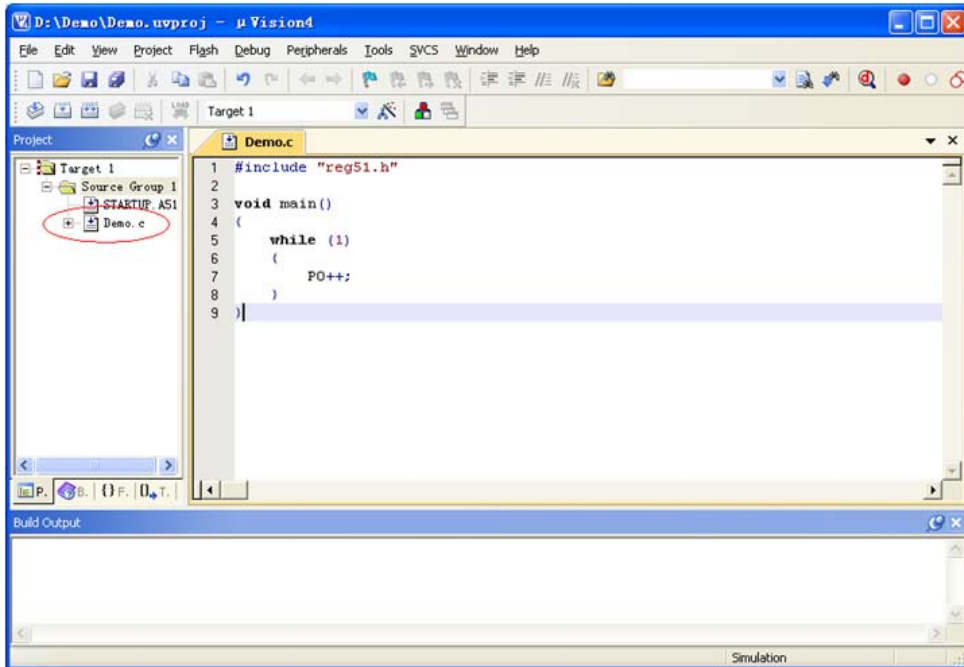 D:\Demo\Demo.uvproj - µVision4
File Edit View Project Flash Debug Peripherals Tools SVCS Window Help
Target 1
Project
Demo.c
Target 1
Source Group 1
STARTUP.A51
Demo.c
1 #include "reg51.h"
2
3 void main()
4 {
5 while (1)
6 {
7 P0++;
8 }
9 }
P. B. {} F. 0 T.
Build Output
Simulation